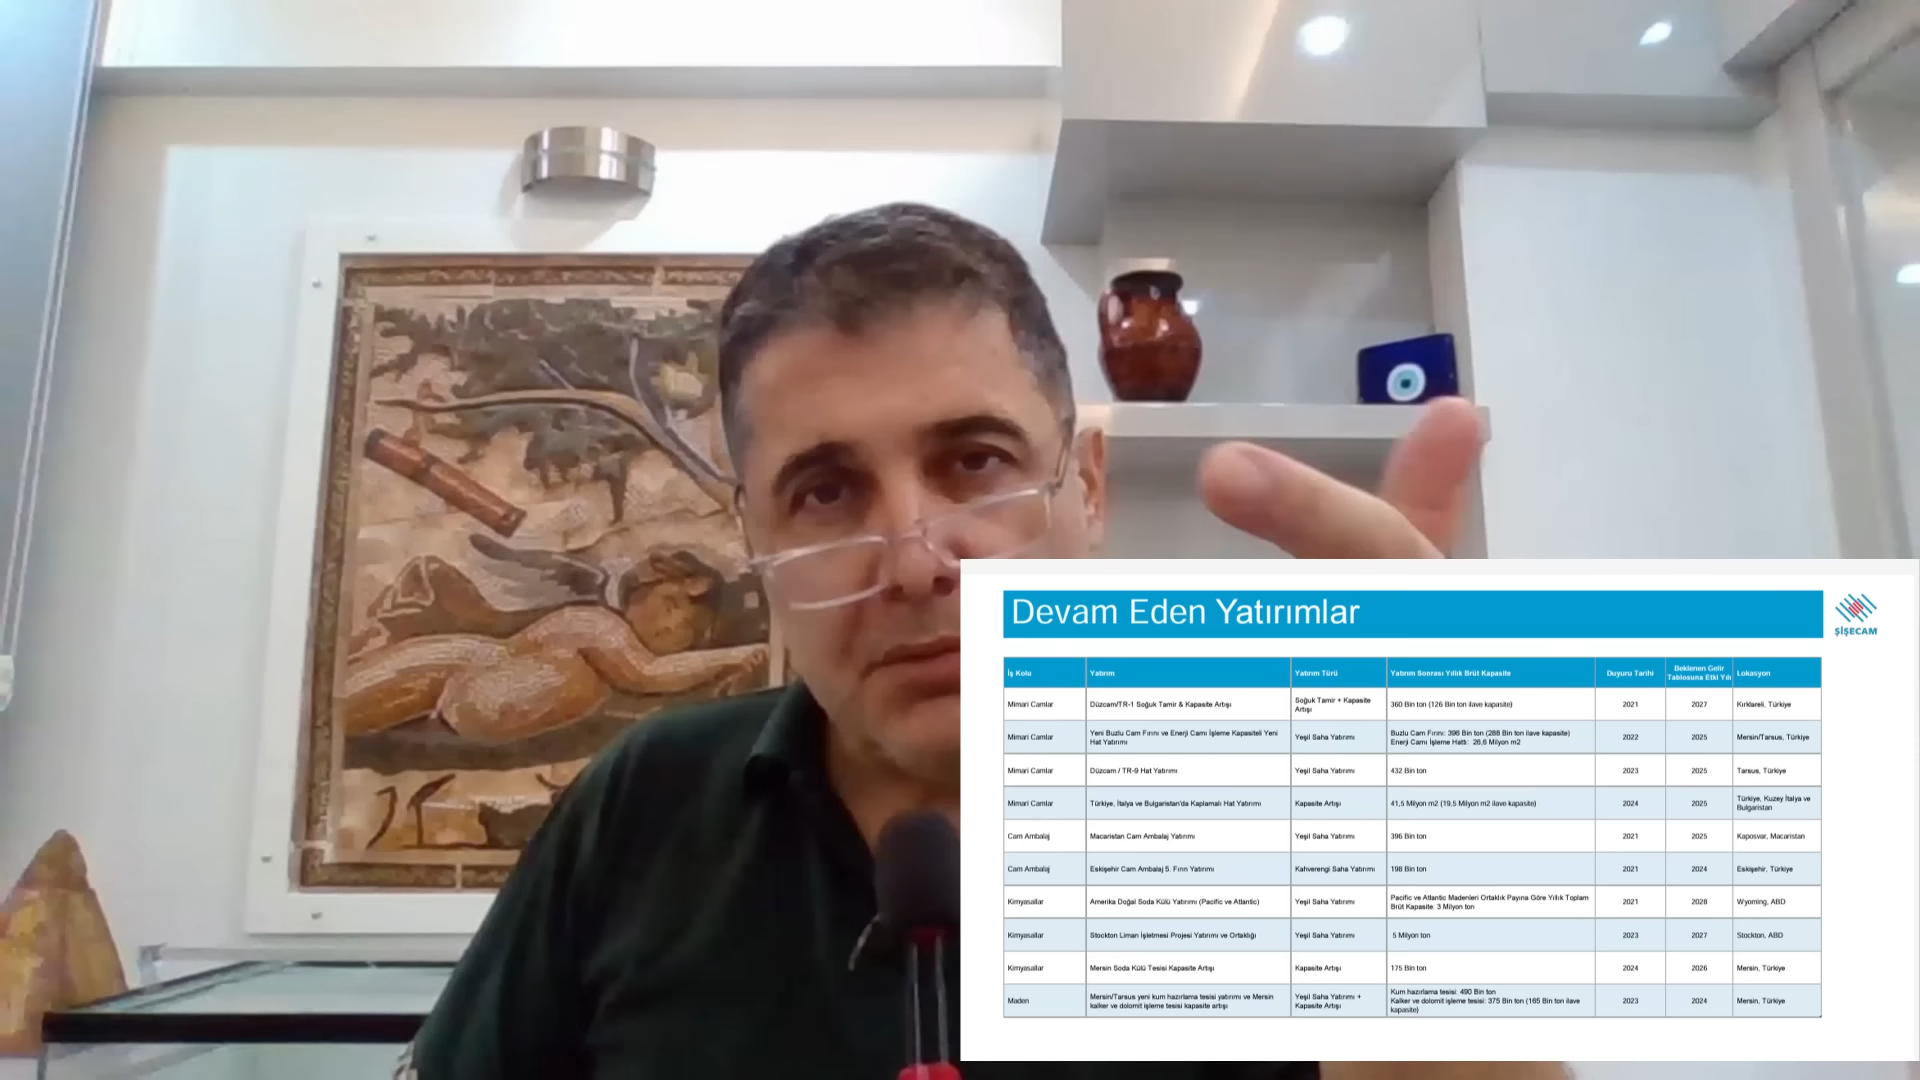 Devam Eden Yatırımlar
ŞİŞECAM
İş Kolu Yatırım Yatırım Türü Yatırım Sonrası Yıllık Brüt Kapasite Duyuru Tarihi Beklenen Gelir Tablosuna Etki Yılı Lokasyon
Mimari Camlar Düzcam/TR-1 Soğuk Tamir & Kapasite Artışı Soğuk Tamir + Kapasite Artışı 360 Bin ton (126 Bin ton ilave kapasite) 2021 2027 Kırklareli, Türkiye
Mimari Camlar Yeni Buzlu Cam Fırını ve Enerji Camı İşleme Kapasiteli Yeni Hat Yatırımı Yeşil Saha Yatırımı Buzlu Cam Fırını: 396 Bin ton (288 Bin ton ilave kapasite) Enerji Camı İşleme Hattı: 26,6 Milyon m2 2022 2025 Mersin/Tarsus, Türkiye
Mimari Camlar Düzcam / TR-9 Hat Yatırımı Yeşil Saha Yatırımı 432 Bin ton 2023 2025 Tarsus, Türkiye
Mimari Camlar Türkiye, İtalya ve Bulgaristan'da Kaplamalı Hat Yatırımı Kapasite Artışı 41,5 Milyon m2 (19,5 Milyon m2 ilave kapasite) 2024 2025 Türkiye, Kuzey İtalya ve Bulgaristan
Cam Ambalaj Macaristan Cam Ambalaj Yatırımı Yeşil Saha Yatırımı 396 Bin ton 2021 2025 Kaposvar, Macaristan
Cam Ambalaj Eskişehir Cam Ambalaj 5. Fırın Yatırımı Kahverengi Saha Yatırımı 198 Bin ton 2021 2024 Eskişehir, Türkiye
Kimyasallar Amerika Doğal Soda Külü Yatırımı (Pacific ve Atlantic) Yeşil Saha Yatırımı Pacific ve Atlantic Madenleri Ortaklık Payına Göre Yıllık Toplam Brüt Kapasite: 3 Milyon ton 2021 2028 Wyoming, ABD
Kimyasallar Stockton Liman İşletmesi Projesi Yatırımı ve Ortaklığı Yeşil Saha Yatırımı 5 Milyon ton 2023 2027 Stockton, ABD
Kimyasallar Mersin Soda Külü Tesisi Kapasite Artışı Kapasite Artışı 175 Bin ton 2024 2026 Mersin, Türkiye
Maden Mersin/Tarsus yeni kum hazırlama tesisi yatırımı ve Mersin kalker ve dolomit işleme tesisi kapasite artışı Yeşil Saha Yatırımı + Kapasite Artışı Kum hazırlama tesisi: 490 Bin ton Kalker ve dolomit işleme tesisi: 375 Bin ton (165 Bin ton ilave kapasite) 2023 2024 Mersin, Türkiye